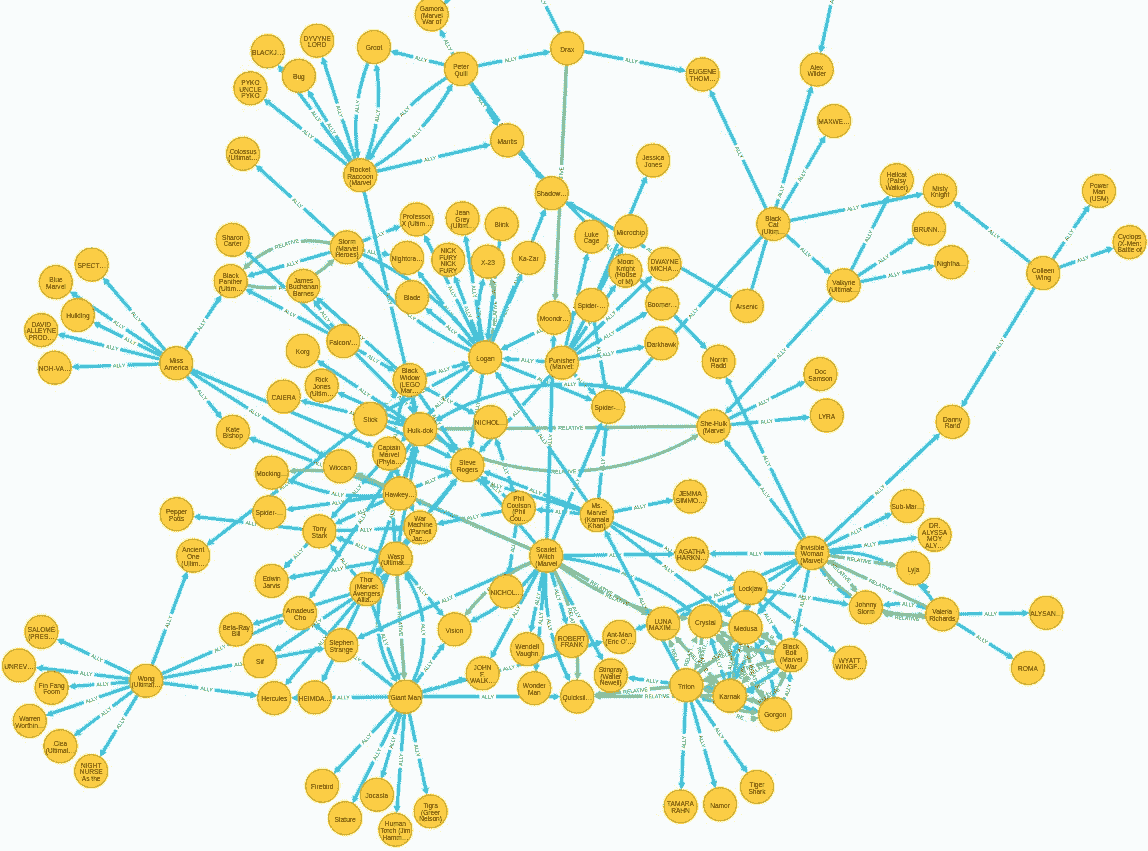 Gamora
(Marvel
War of
BLACKJ...
DYVYNE
LORD
Groot
Bug
PYKO
UNCLE
PYKO
Peter
Quill
Drax
EUGENE
THOM...
Alex
Wilder
MAXWE...
Colossus
(Ultimat...
Rocket
Raccoon
(Marvel
Mantis
Shadow...
Jessica
Jones
Hellcat
(Patsy
Walker)
Misty
Knight
Power
Man
(USM)
Cyclops
(X-Men:
Battle of
Black
Cat
(Ultim...
BRUNN...
Nightha...
Colleen
Wing
Valkyrie
(Ultimat...
Sharon
Carter
Storm
(Marvel
Heroes)
Professor
X (Ultim...
Jean
Grey
(Ultim...
Blink
Luke
Cage
Microchip
Nightcra...
NICK
FURY
NICK
FURY
X-23
Ka-Zar
Moon
Knight
(House
of M)
DWAYNE
MICHA...
SPECT...
Blue
Marvel
Black
Panther
(Ultim...
James
Buchanan
Barnes
Blade
Moondr...
Spider-...
Boomer...
Arsenic
Hulkling
DAVID
ALLEYNE
PROD...
NOH-VA...
Miss
America
Korg
Falcon/...
Logan
Punisher
(Marvel:
Darkhawk
Norrin
Radd
Doc
Samson
LYRA
CAIERA
Rick
Jones
(Ultim...
Black
Widow
(LEGO
Mar...
Spider-...
She-Hulk
(Marvel
Danny
Rand
Kate
Bishop
Stick
Hulk-dok
NICHOL...
Captain
Marvel
(Phyla...
Steve
Rogers
Mocking...
Wiccan
Hawkey...
Spider-...
Pepper
Potts
Ancient
One
(Ultim...
Tony
Stark
War
Machine
(Parnell
Jac...
Phil
Coulson
(Phil
Cou...
Ms.
Marvel
(Kamala
Khan)
JEMMA
SIMMO...
Sub-Mar...
DR.
ALYSSA
MOY
ALY...
Edwin
Jarvis
Wasp
(Ultimat...
Scarlet
Witch
(Marvel
AGATHA
HARKN...
Invisible
Woman
(Marvel:
Lyja
Thor
(Marvel:
Avengers
Allia...
NICHOL...
Lockjaw
Johnny
Storm
Valeria
Richards
ALYSAN...
ROMA
Amadeus
Cho
Beta-Ray
Bill
Stephen
Strange
Vision
Wendell
Vaughn
ROBERT
FRANK
Ant-Man
(Eric O'...
LUNA
MAXIM...
Crystal
Medusa
Black
Bolt
(Marvel
War
WYATT
WINGF...
SALOME
(PRES...
UNREV...
Fin Fang
Foom
Warren
Worthin...
Clea
(Ultimat...
NIGHT
NURSE
As the
Wong
(Ultimat...
Sif
Hercules
HEIMDA...
Giant Man
JOHN
F.
WALK...
Wonder
Man
Quicksil...
Stingray
(Walter
Newell)
Triton
Karnak
Gorgon
Firebird
Stature
Jocasta
Human
Torch (Jim
Hamm...
Tigra
(Greer
Nelson)
TAMARA
RAHN
Namor
Tiger
Shark
ALLY
RELATIVE